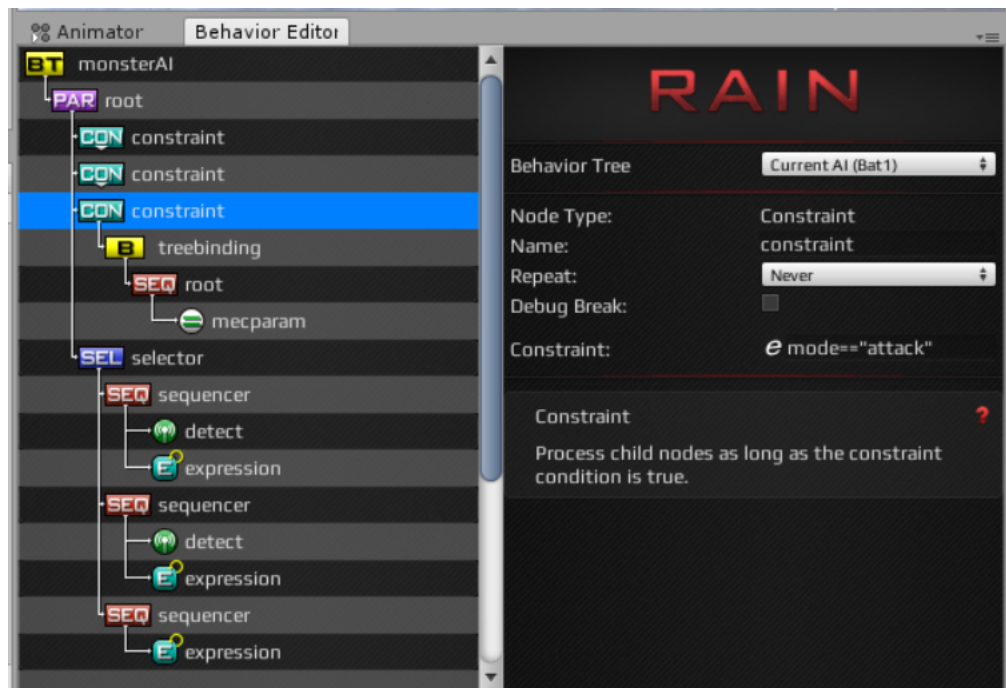 Animator
Behavior Editor
BT monsterAI
PAR root
CON constraint
CON constraint
CON constraint
B treebinding
SEQ root
mecparam
SEL selector
SEQ sequencer
detect
E expression
SEQ sequencer
detect
E expression
SEQ sequencer
E expression
RAIN
Behavior Tree Current AI (Bat1)
Node Type: Constraint
Name: constraint
Repeat: Never
Debug Break:
Constraint: e mode=="attack"
Constraint ?
Process child nodes as long as the constraint
condition is true.